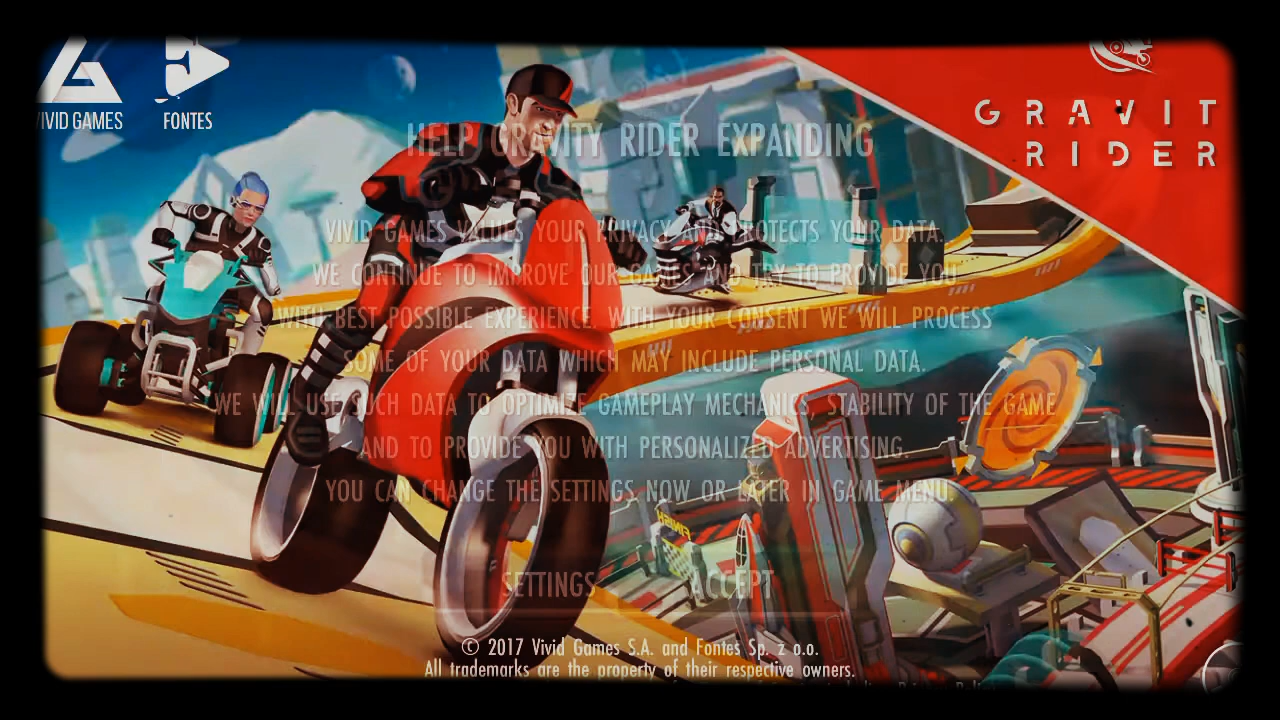 VIVID GAMES
FONTES
GRAVIT
RIDER
HELP GRAVITY RIDER EXPANDING
VIVID GAMES VALUES YOUR PRIVACY AND PROTECTS YOUR DATA.
WE CONTINUE TO IMPROVE OUR GAME AND TRY TO PROVIDE YOU
WITH BEST POSSIBLE EXPERIENCE. WITH YOUR CONSENT WE WILL PROCESS
SOME OF YOUR DATA WHICH MAY INCLUDE PERSONAL DATA.
WE WILL USE SUCH DATA TO OPTIMIZE GAMEPLAY MECHANICS, STABILITY OF THE GAME
AND TO PROVIDE YOU WITH PERSONALIZED ADVERTISING.
YOU CAN CHANGE THE SETTINGS NOW OR LATER IN GAME MENU.
FINISH
SETTINGS ACCEPT
© 2017 Vivid Games S.A. and Fontes Sp. z o.o.
All trademarks are the property of their respective owners.